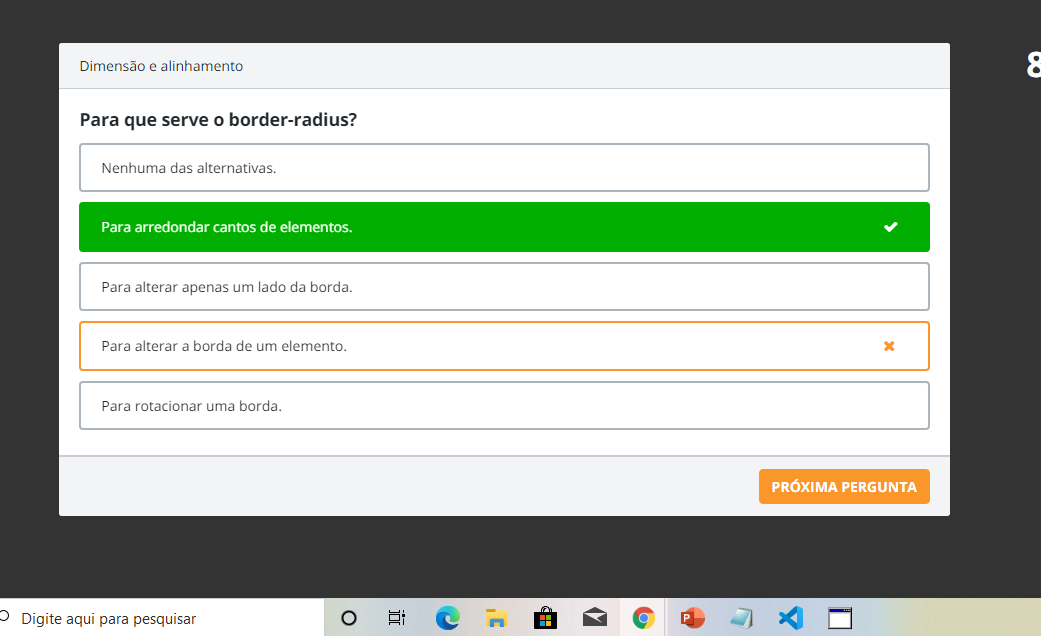 Dimensão e alinhamento
8
Para que serve o border-radius?
Nenhuma das alternativas.
Para arredondar cantos de elementos.
Para alterar apenas um lado da borda.
Para alterar a borda de um elemento.
Para rotacionar uma borda.
PRÓXIMA PERGUNTA
Digite aqui para pesquisar